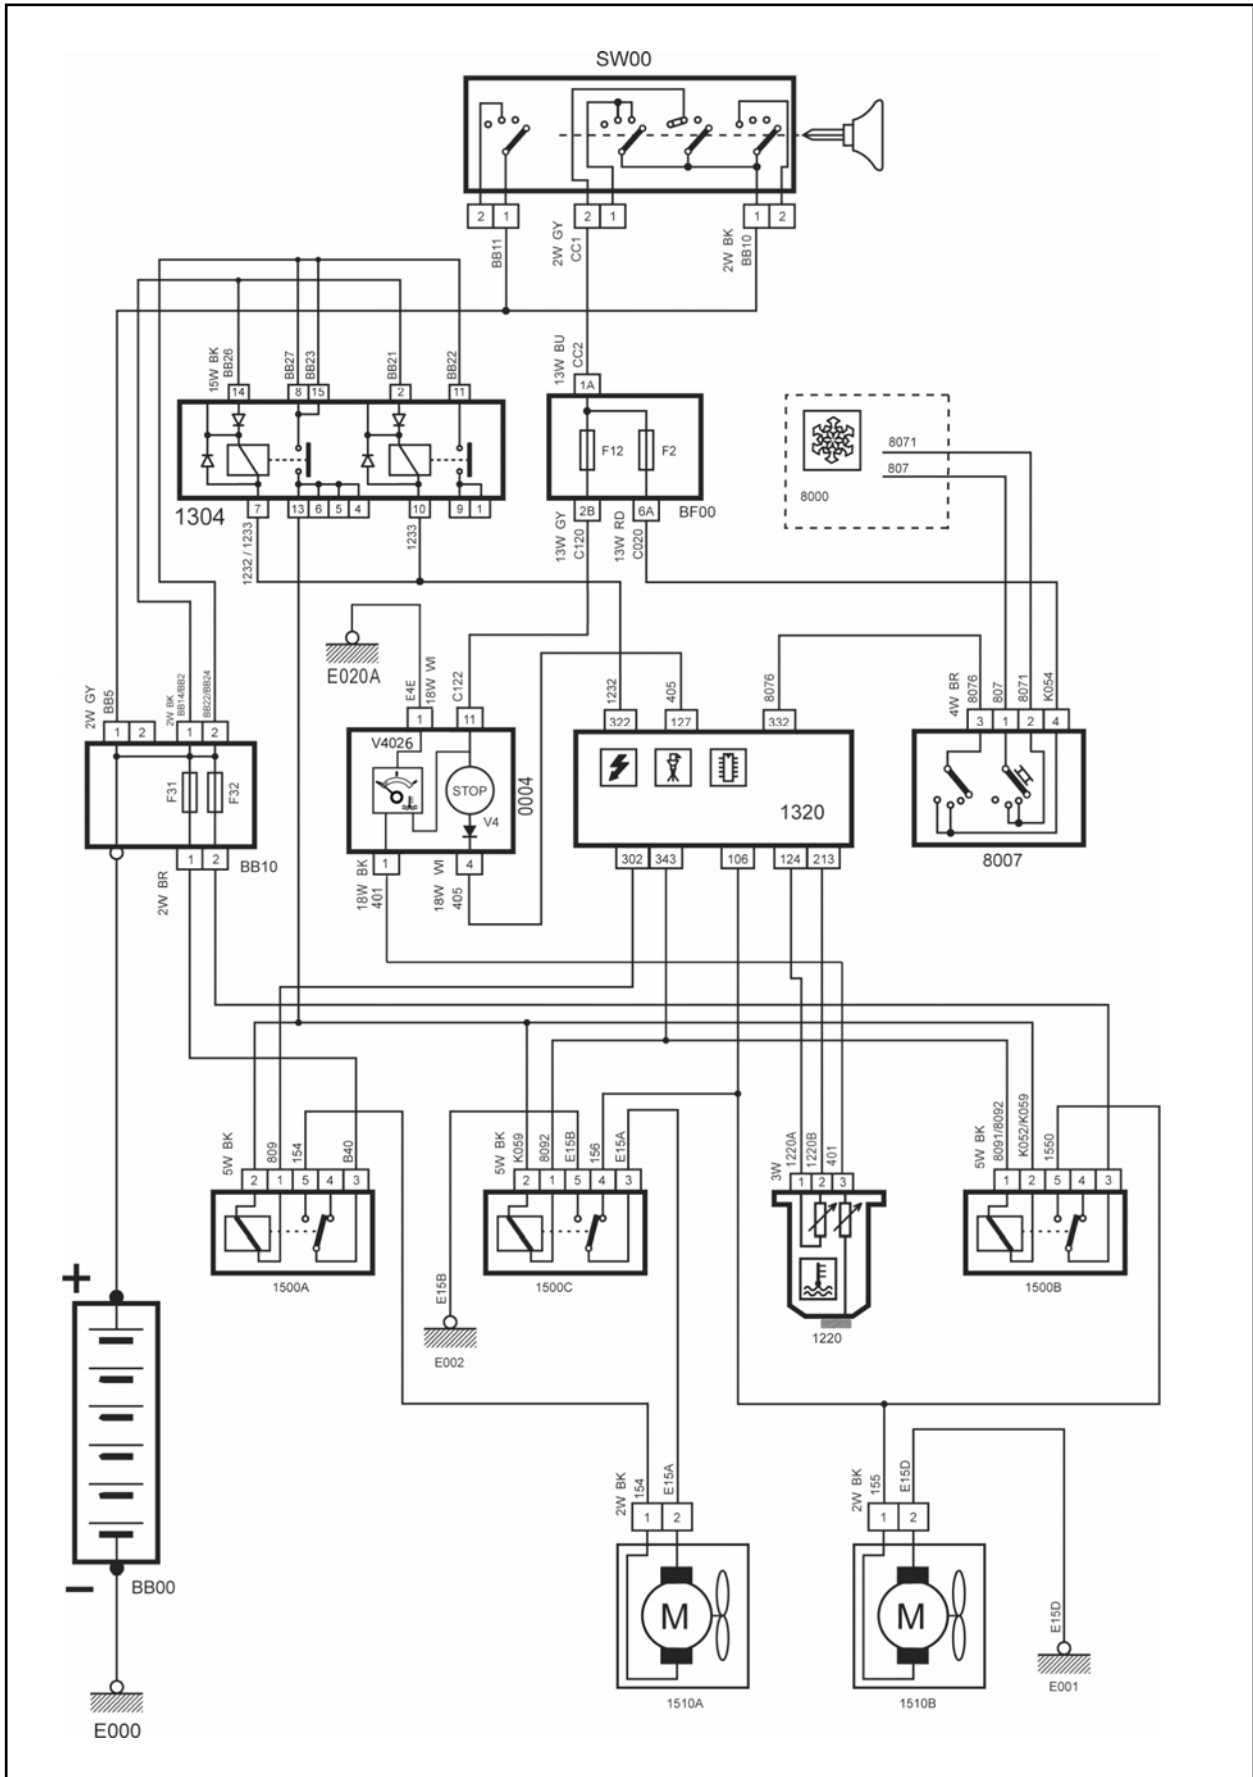 SW00
2 1 2 1 1 2
BB11
2W GY
CC1
2W BK
BB10
15W BK
BB26
BB27
BB23
BB21
BB22
13W BU
CC2
14 8 15 2 11
1A
F12 F2
8071
807
8000
1304
7 13 6 5 4 10 9 1
2B 6A
BF00
1232 / 1233
1233
13W GY
C120
13W RD
C020
E020A
2W GY
BB5
2W BK
BB14/BB2
BB22/BB24
E4E
18W WI
C122
1232
405
8076
4W BR
8076
807
8071
K054
1 2 1 2
1 11
322 127 332
3 1 2 4
V4026
STOP
V4
0004
F31 F32
1320
8007
1 2
BB10
2W BR
1 4
18W BK
401
18W WI
405
302 343 106 124 213
5W BK
809
154
B40
5W BK
K059
8092
E15B
156
E15A
3W
1220A
1220B
401
5W BK
8091/8092
K052/K059
1550
2 1 5 4 3
2 1 5 4 3
1 2 3
1 2 5 4 3
1500A
1500C
1220
1500B
+
E15B
E002
2W BK
154
E15A
2W BK
155
E15D
1 2
1 2
−
BB00
M
M
E15D
E001
1510A
1510B
E000